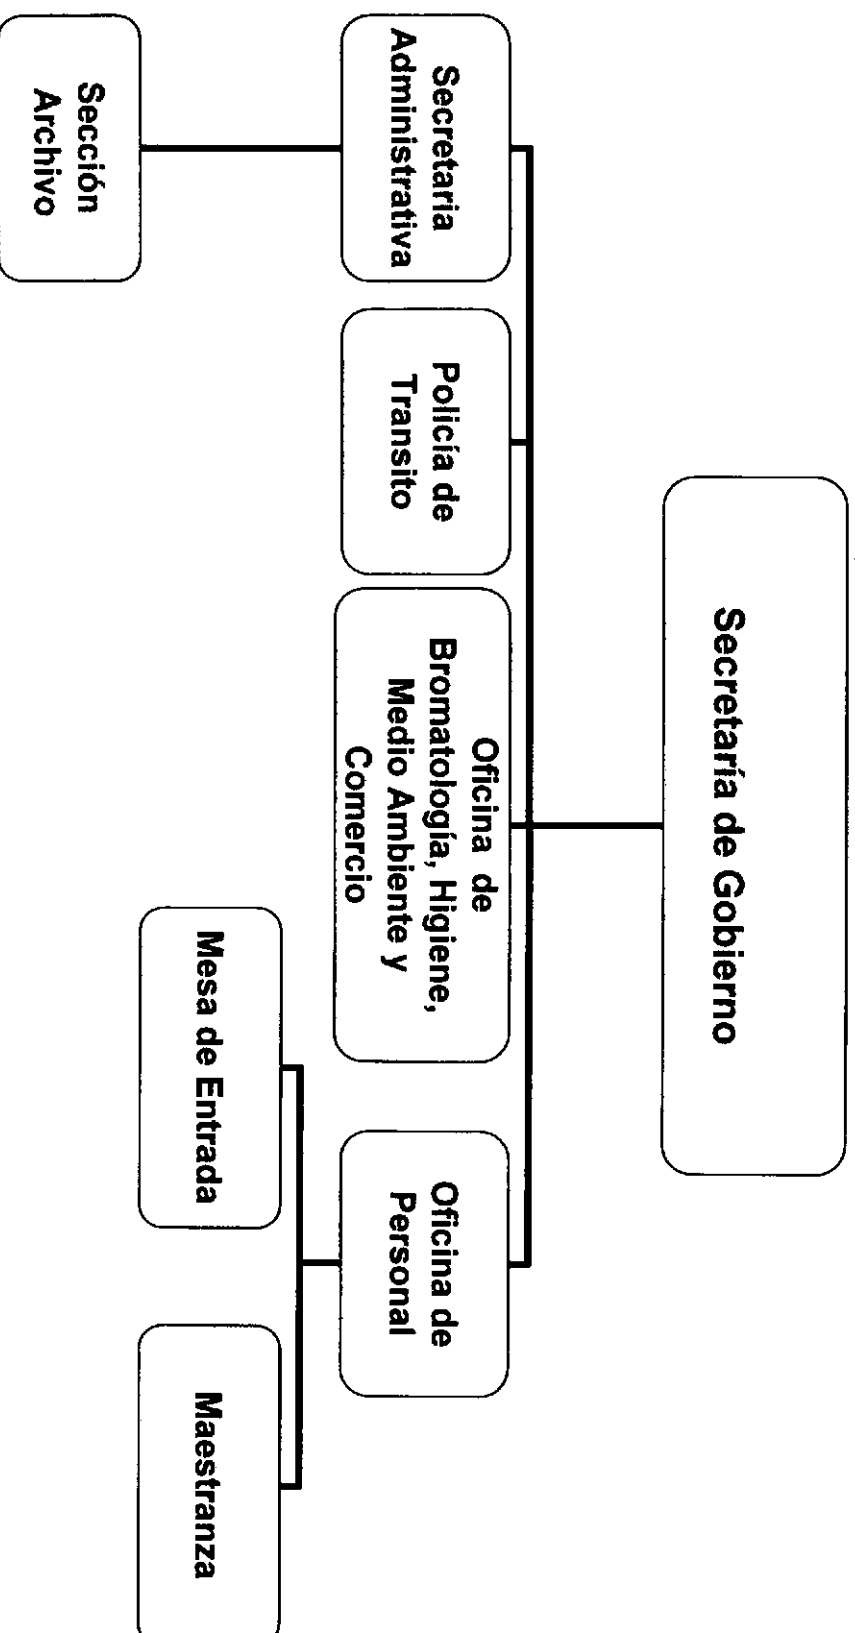 Secretaría de Gobierno
Secretaria
Administrativa
Policía de
Transito
Oficina de
Bromatología, Higiene,
Medio Ambiente y
Comercio
Oficina de
Personal
Sección
Archivo
Mesa de Entrada
Maestranza